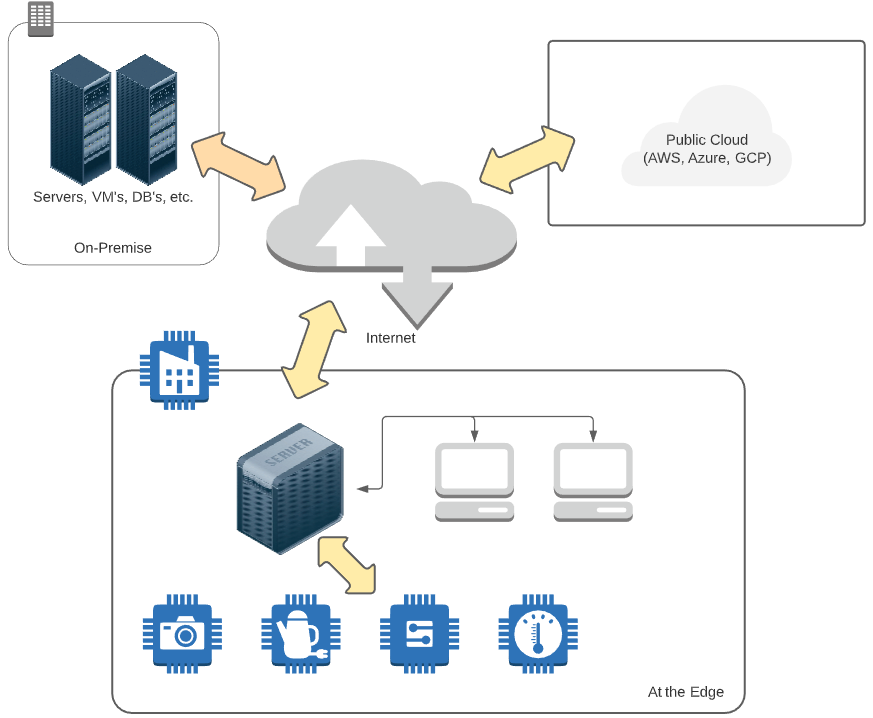 Servers, VM's, DB's, etc.
On-Premise
Public Cloud
(AWS, Azure, GCP)
Internet
SERVER
At the Edge